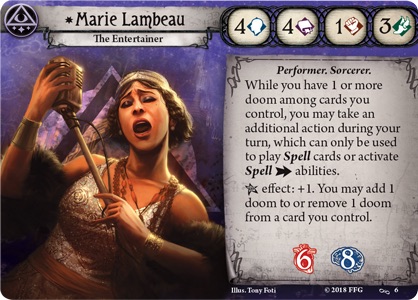 Marie Lambeau
The Entertainer
4 4 1 3
Performer. Sorcerer.
While you have 1 or more
doom among cards you
control, you may take an
additional action during your
turn, which can only be used
to play Spell cards or activate
Spell abilities.
effect: +1. You may add 1
doom to or remove 1 doom
from a card you control.
6 8
Illus. Tony Foti
© 2018 FFG
6